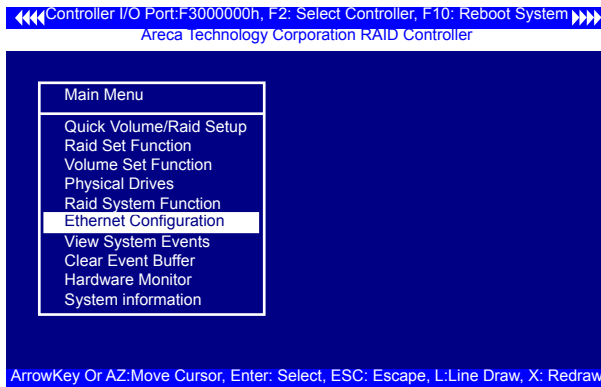 Controller I/O Port:F3000000h, F2: Select Controller, F10: Reboot System
Areca Technology Corporation RAID Controller
Main Menu
Quick Volume/Raid Setup
Raid Set Function
Volume Set Function
Physical Drives
Raid System Function
Ethernet Configuration
View System Events
Clear Event Buffer
Hardware Monitor
System information
ArrowKey Or AZ:Move Cursor, Enter: Select, ESC: Escape, L:Line Draw, X: Redraw